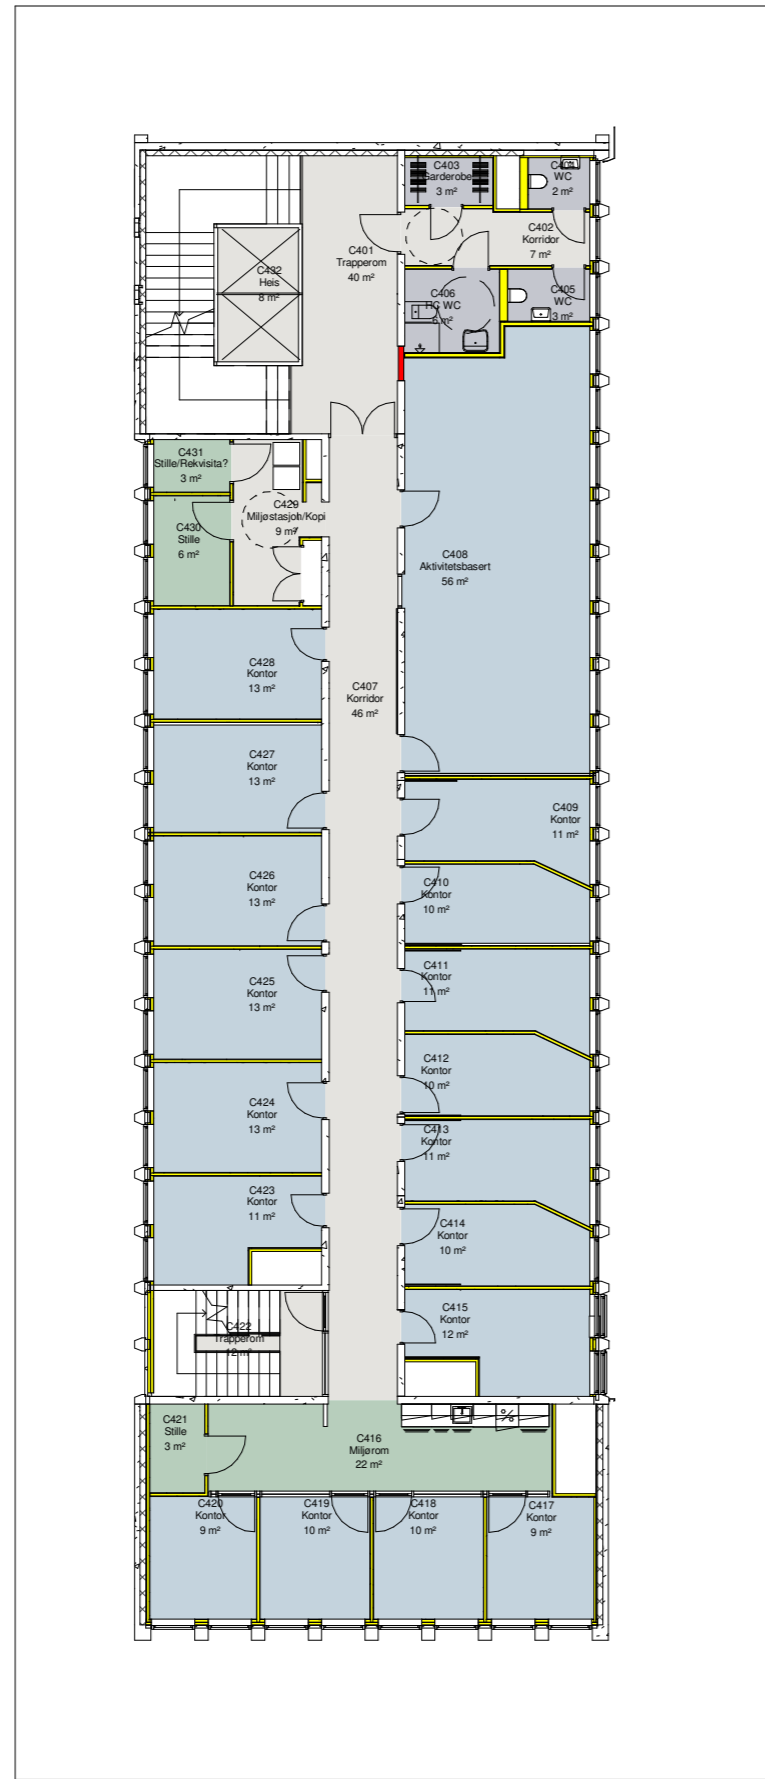 C403
Garderobe
3 m²
C404
WC
2 m²
C402
Korridor
7 m²
C401
Trapperom
40 m²
C432
Heis
8 m²
C406
HC WC
6 m²
C405
WC
3 m²
C431
Stille/Rekvisita?
3 m²
C429
Miljøstasjon/Kopi
9 m²
C430
Stille
6 m²
C408
Aktivitetsbasert
56 m²
C428
Kontor
13 m²
C407
Korridor
46 m²
C427
Kontor
13 m²
C409
Kontor
11 m²
C426
Kontor
13 m²
C410
Kontor
10 m²
C425
Kontor
13 m²
C411
Kontor
11 m²
C412
Kontor
10 m²
C424
Kontor
13 m²
C413
Kontor
11 m²
C423
Kontor
11 m²
C414
Kontor
10 m²
C415
Kontor
12 m²
C422
Trapperom
12 m²
C421
Stille
3 m²
C416
Miljørom
22 m²
C420
Kontor
9 m²
C419
Kontor
10 m²
C418
Kontor
10 m²
C417
Kontor
9 m²